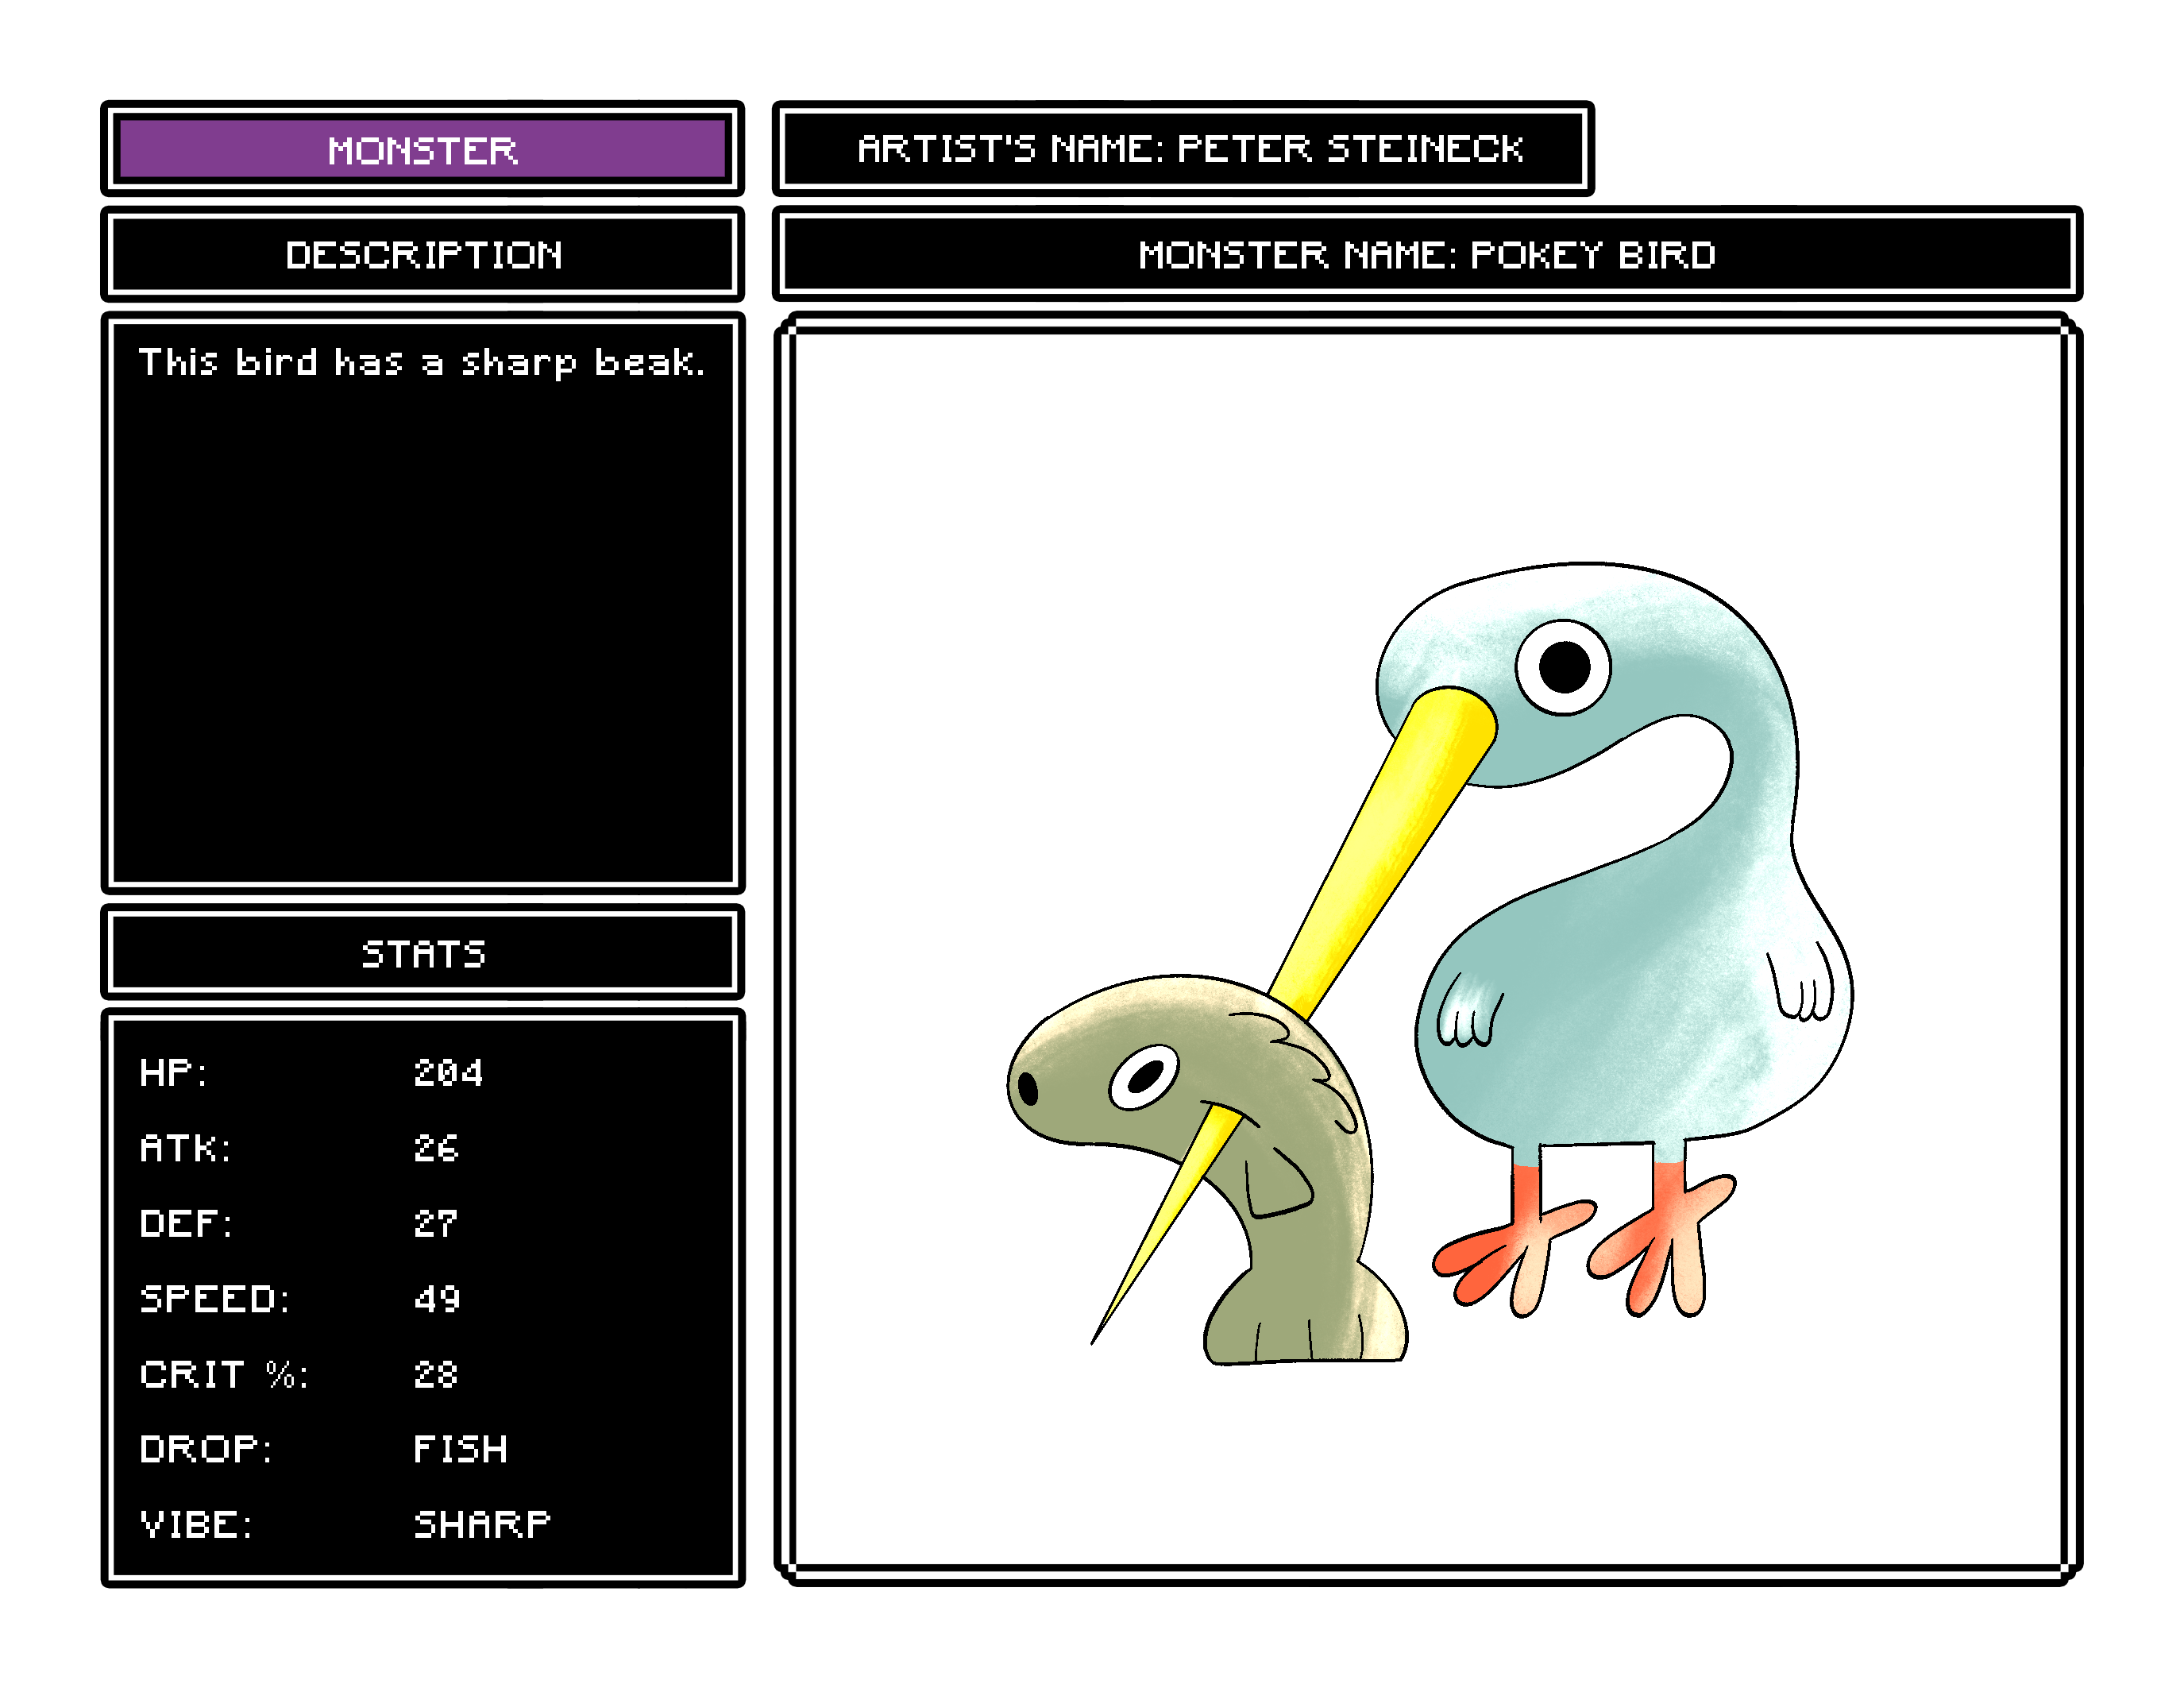 MONSTER
ARTIST'S NAME: PETER STEINECK
DESCRIPTION
MONSTER NAME: POKEY BIRD
This bird has a sharp beak.
STATS
HP: 204
ATK: 26
DEF: 27
SPEED: 49
CRIT %: 28
DROP: FISH
VIBE: SHARP